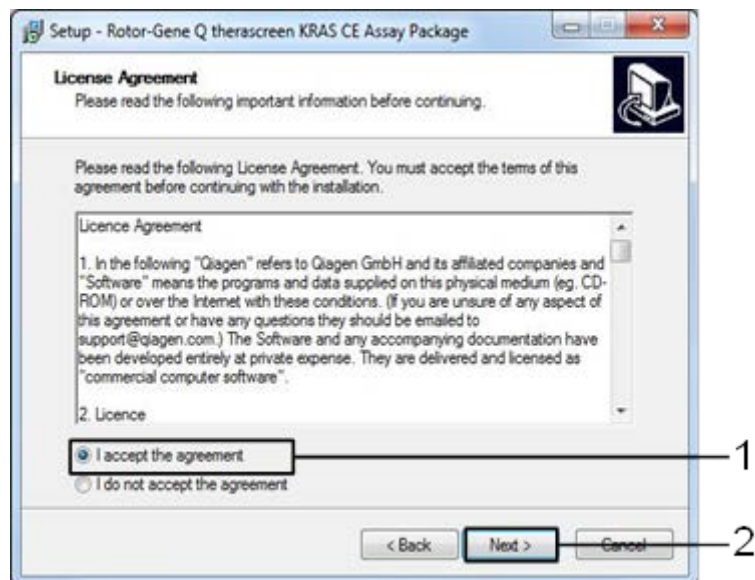 Setup - Rotor-Gene Q therascreen KRAS CE Assay Package
License Agreement
Please read the following important information before continuing.
Please read the following License Agreement. You must accept the terms of this
agreement before continuing with the installation.
Licence Agreement
1. In the following "Qiagen" refers to Qiagen GmbH and its affiliated companies and
"Software" means the programs and data supplied on this physical medium (eg. CD-
ROM) or over the Internet with these conditions. (If you are unsure of any aspect of
this agreement or have any questions they should be emailed to
support@qiagen.com.) The Software and any accompanying documentation have
been developed entirely at private expense. They are delivered and licensed as
"commercial computer software".
2. Licence
I accept the agreement
1
I do not accept the agreement
< Back
Next >
Cancel
2